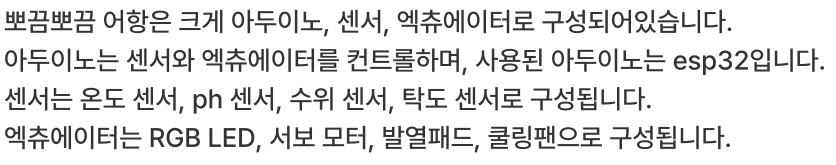 뽀끔뽀끔 어항은 크게 아두이노, 센서, 엑츄에이터로 구성되어있습니다.
아두이노는 센서와 엑츄에이터를 컨트롤하며, 사용된 아두이노는 esp32입니다.
센서는 온도 센서, ph 센서, 수위 센서, 탁도 센서로 구성됩니다.
엑츄에이터는 RGB LED, 서보 모터, 발열패드, 쿨링팬으로 구성됩니다.